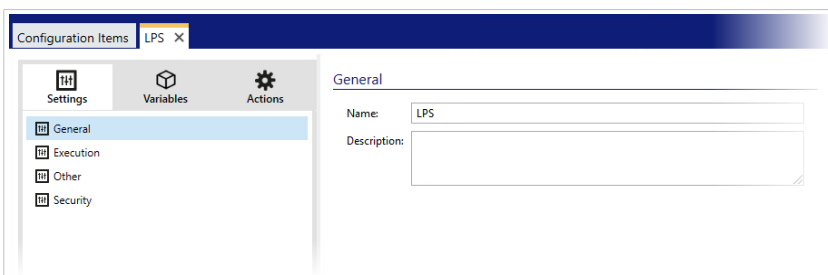 Configuration Items LPS
Settings Variables Actions
General
Execution
Other
Security
General
Name: LPS
Description: